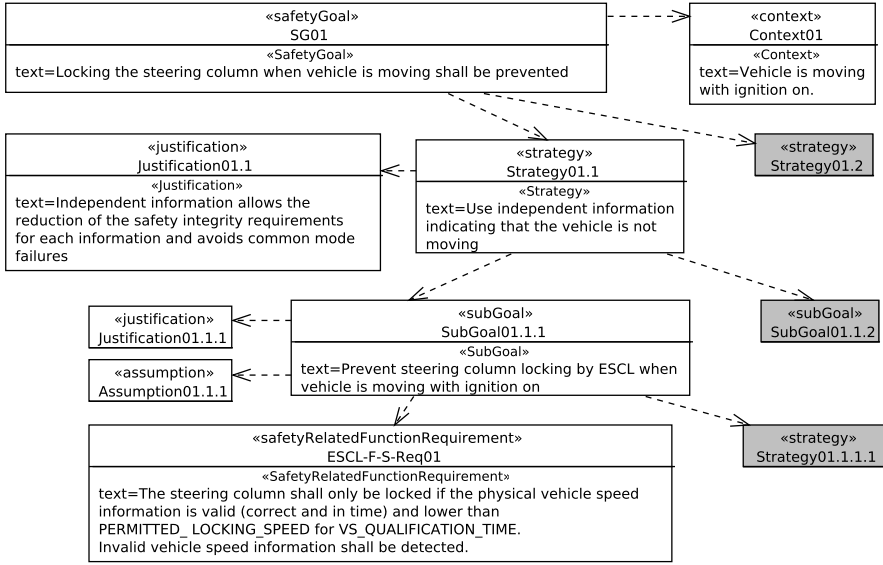 «safetyGoal»
SG01
«SafetyGoal»
text=Locking the steering column when vehicle is moving shall be prevented
«context»
Context01
«Context»
text=Vehicle is moving
with ignition on.
«justification»
Justification01.1
«Justification»
text=Independent information allows the
reduction of the safety integrity requirements
for each information and avoids common mode
failures
«strategy»
Strategy01.1
«Strategy»
text=Use independent information
indicating that the vehicle is not
moving
«strategy»
Strategy01.2
«justification»
Justification01.1.1
«assumption»
Assumption01.1.1
«subGoal»
SubGoal01.1.1
«SubGoal»
text=Prevent steering column locking by ESCL when
vehicle is moving with ignition on
«subGoal»
SubGoal01.1.2
«safetyRelatedFunctionRequirement»
ESCL-F-S-Req01
«SafetyRelatedFunctionRequirement»
text=The steering column shall only be locked if the physical vehicle speed
information is valid (correct and in time) and lower than
PERMITTED_ LOCKING_SPEED for VS_QUALIFICATION_TIME.
Invalid vehicle speed information shall be detected.
«strategy»
Strategy01.1.1.1